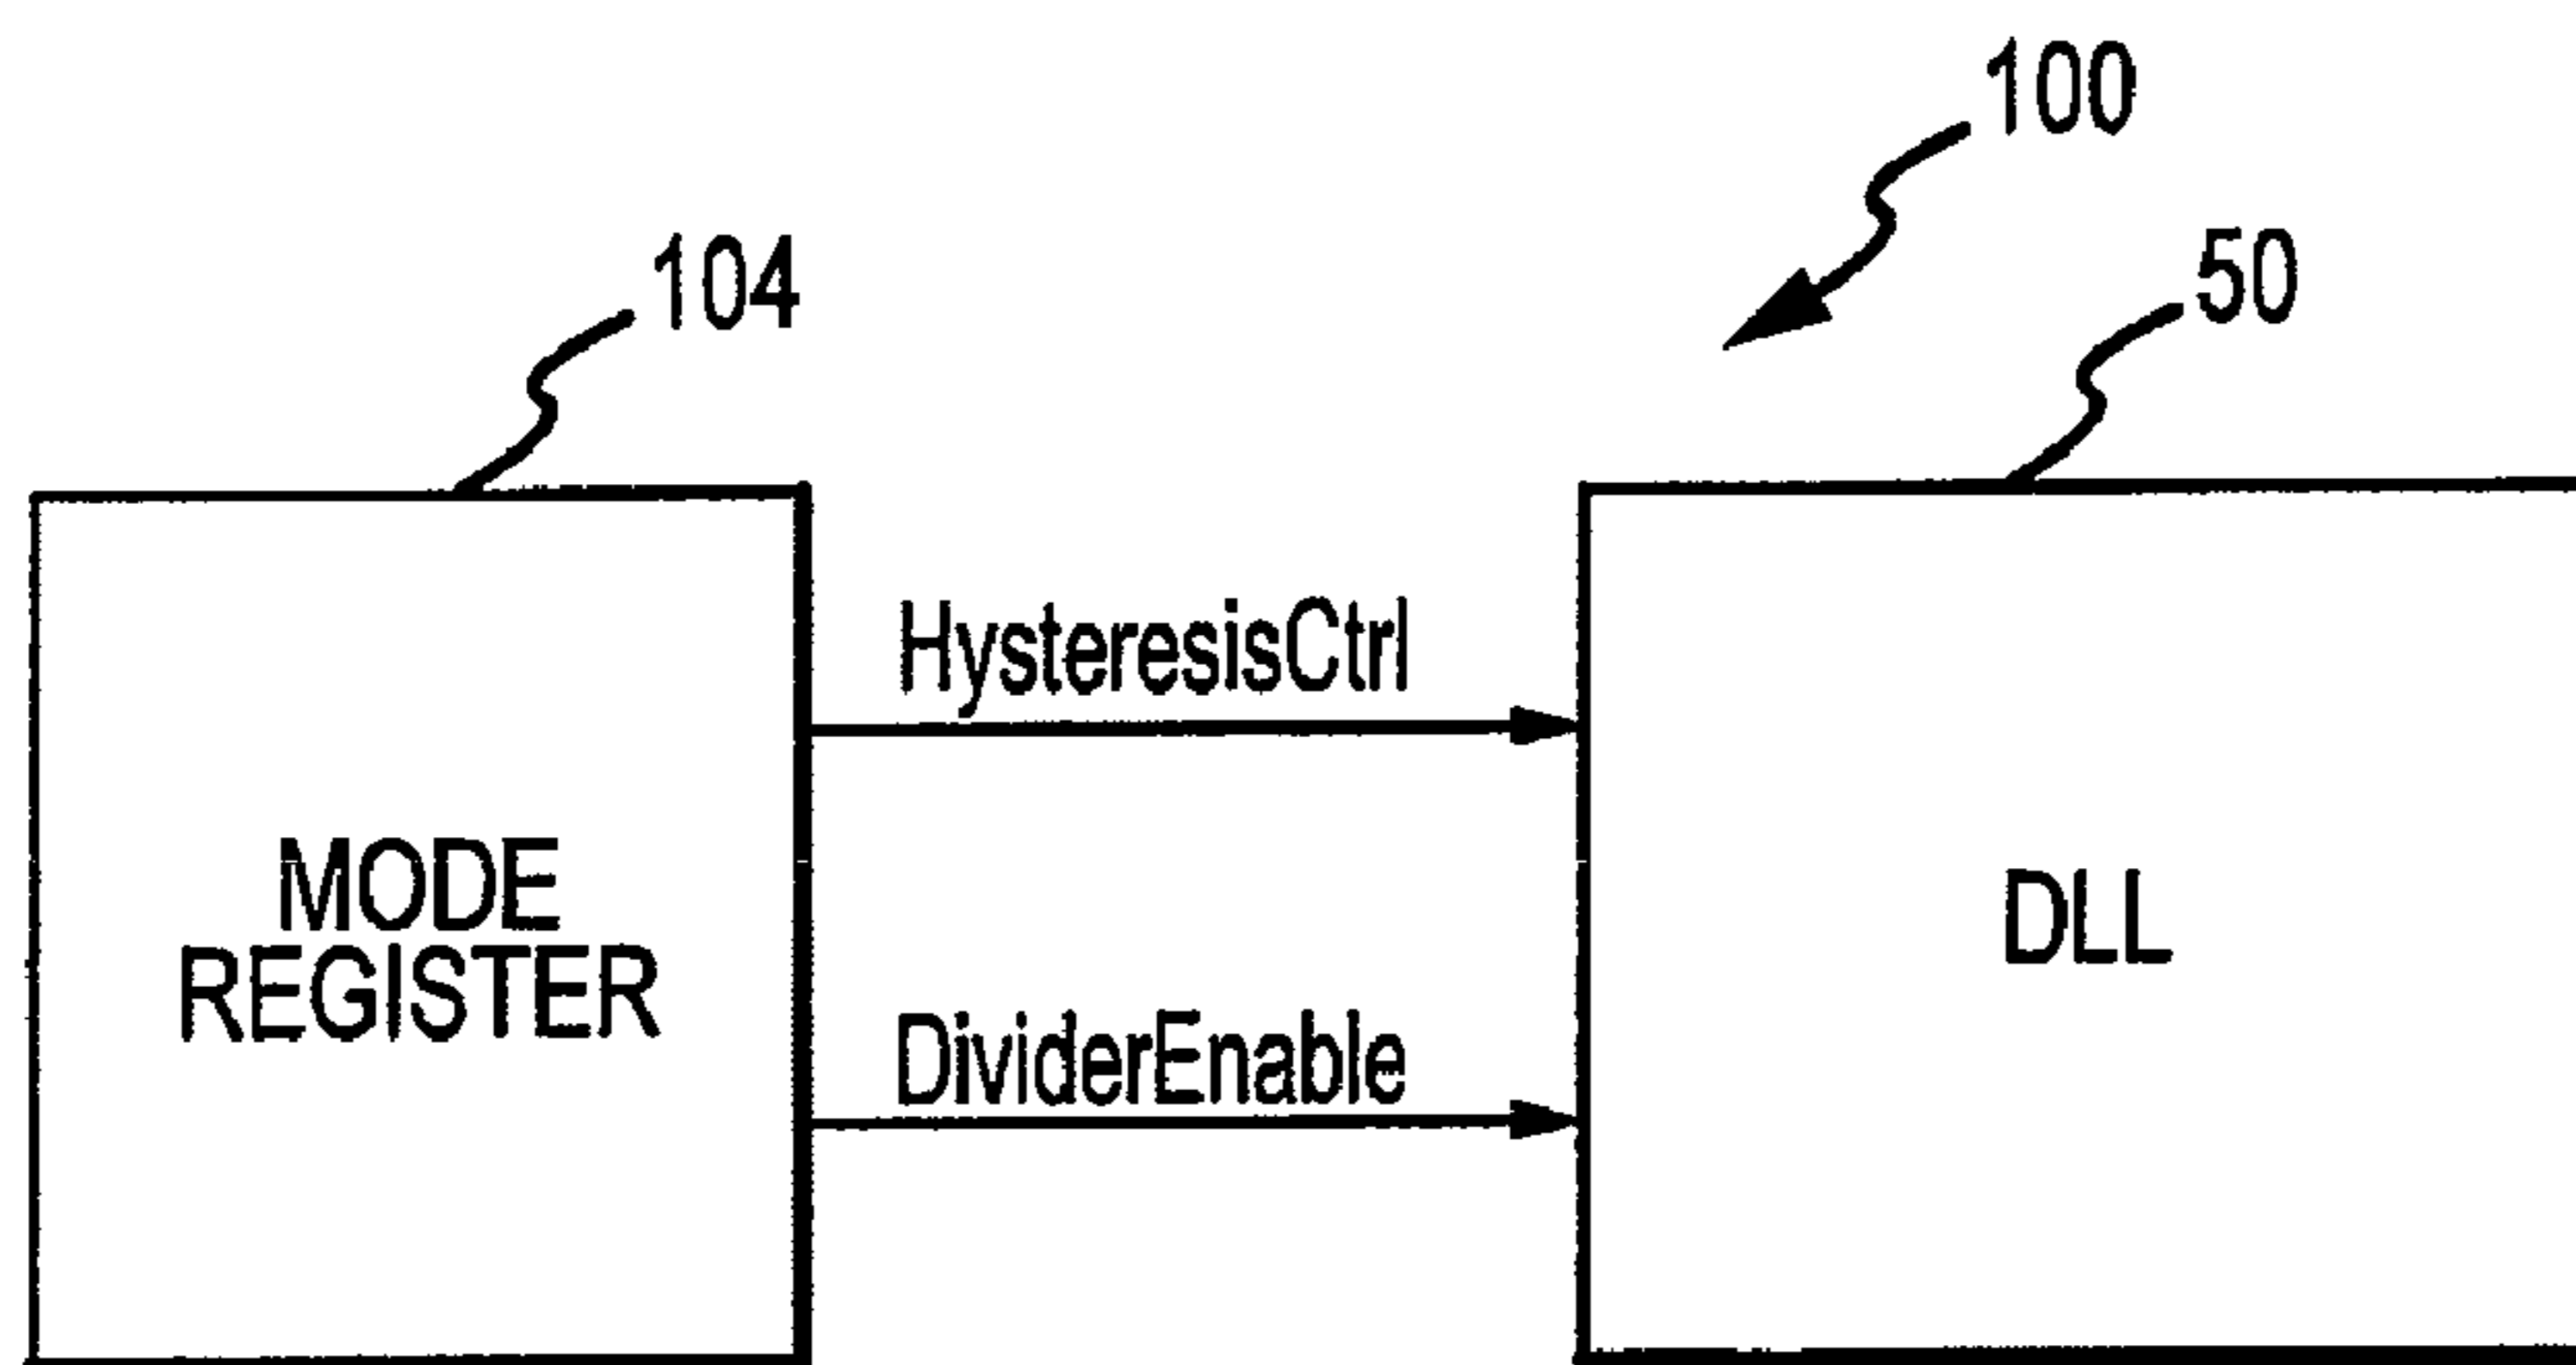 100
104
50
HysteresisCtrl
MODE
REGISTER
DLL
DividerEnable